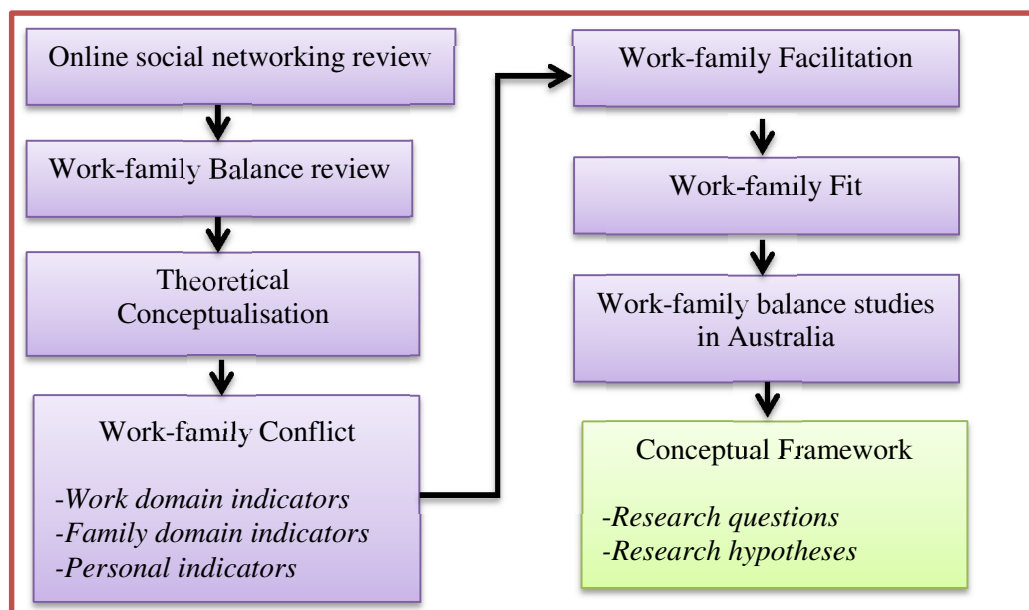 Online social networking review
Work-family Balance review
Theoretical
Conceptualisation
Work-family Conflict
-Work domain indicators
-Family domain indicators
-Personal indicators
Work-family Facilitation
Work-family Fit
Work-family balance studies
in Australia
Conceptual Framework
-Research questions
-Research hypotheses